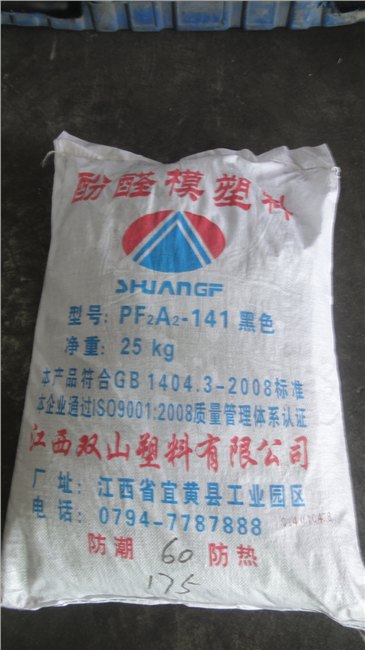 酚醛模塑料
SHUANGF
型号: PF2A2-141 黑色
净重: 25 kg
本产品符合GB 1404.3-2008标准
本企业通过ISO9001:2008质量管理体系认证
江西双山塑料有限公司
厂 址: 江西省宜黄县工业园区
电 话: 0794-7787888
防潮 60 防热
175